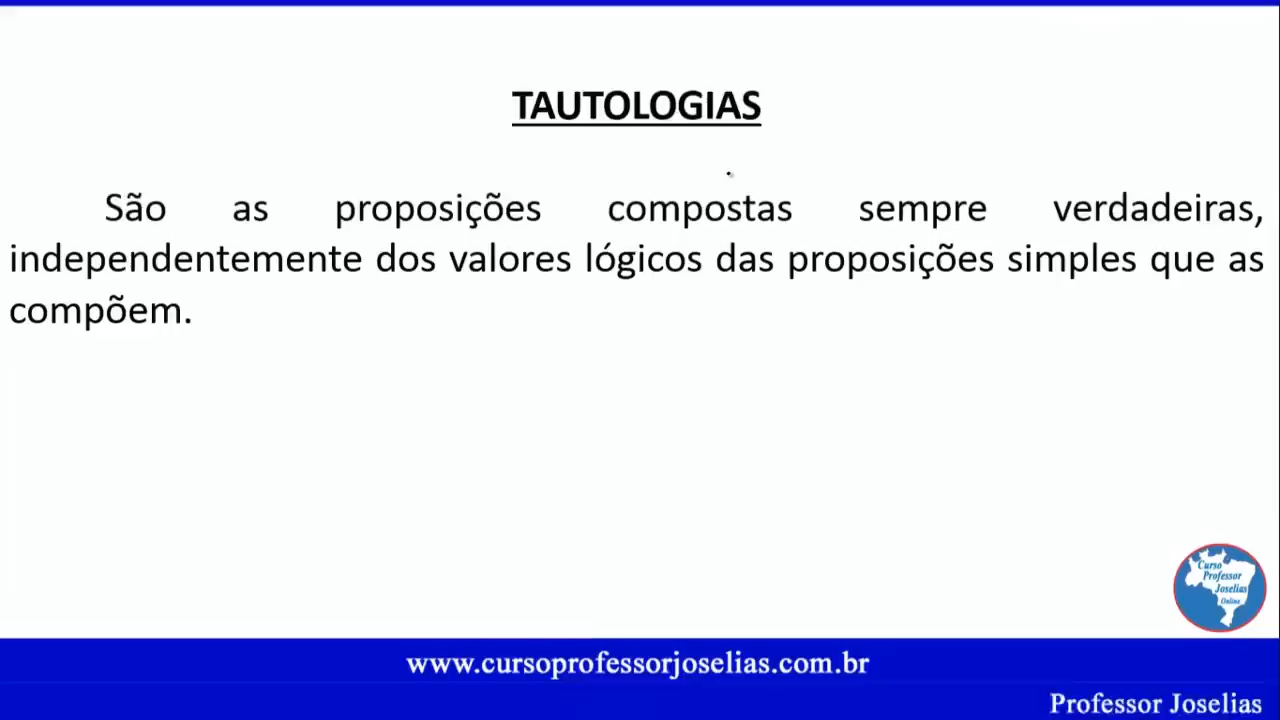 TAUTOLOGIAS
São as proposições compostas sempre verdadeiras,
independentemente dos valores lógicos das proposições simples que as
compõem.
Curso
Professor
Joselias
Online
www.cursoprofessorjoselias.com.br
Professor Joselias